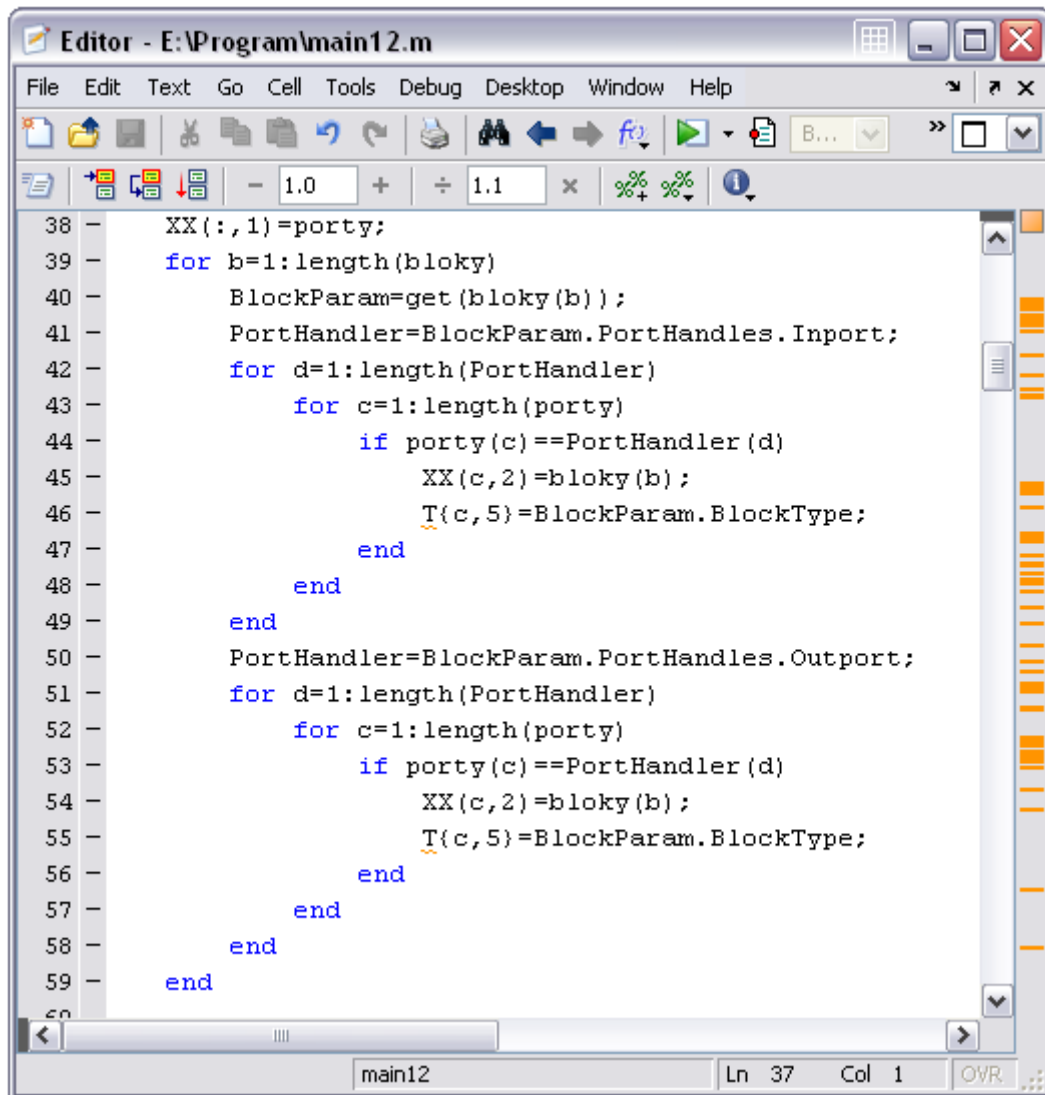 Editor - E:\Program\main12.m
File Edit Text Go Cell Tools Debug Desktop Window Help
B...
1.0 1.1
38 - XX(:,1)=porty;
39 - for b=1:length(bloky)
40 - BlockParam=get(bloky(b));
41 - PortHandler=BlockParam.PortHandles.Inport;
42 - for d=1:length(PortHandler)
43 - for c=1:length(porty)
44 - if porty(c)==PortHandler(d)
45 - XX(c,2)=bloky(b);
46 - T{c,5}=BlockParam.BlockType;
47 - end
48 - end
49 - end
50 - PortHandler=BlockParam.PortHandles.Outport;
51 - for d=1:length(PortHandler)
52 - for c=1:length(porty)
53 - if porty(c)==PortHandler(d)
54 - XX(c,2)=bloky(b);
55 - T{c,5}=BlockParam.BlockType;
56 - end
57 - end
58 - end
59 - end
main12 Ln 37 Col 1 OVR